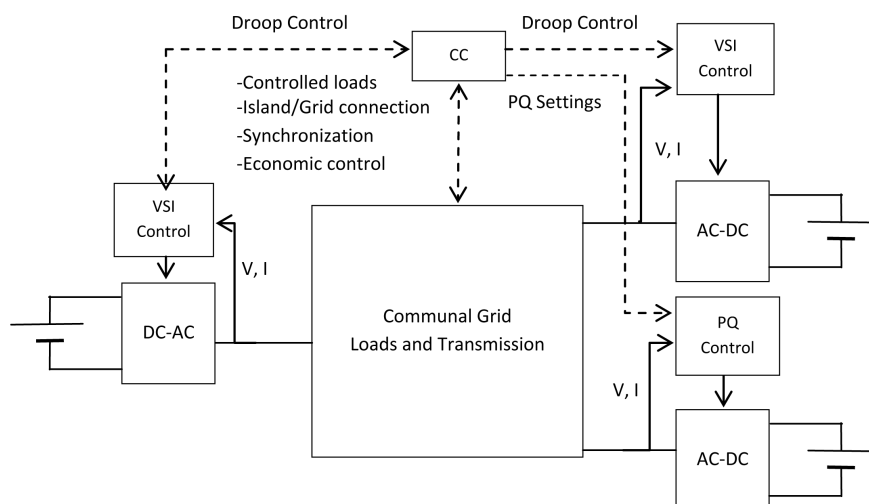 Droop Control
Droop Control
CC
VSI
Control
-Controlled loads
-Island/Grid connection
-Synchronization
-Economic control
PQ Settings
V, I
VSI
Control
AC-DC
V, I
DC-AC
Communal Grid
Loads and Transmission
PQ
Control
V, I
AC-DC